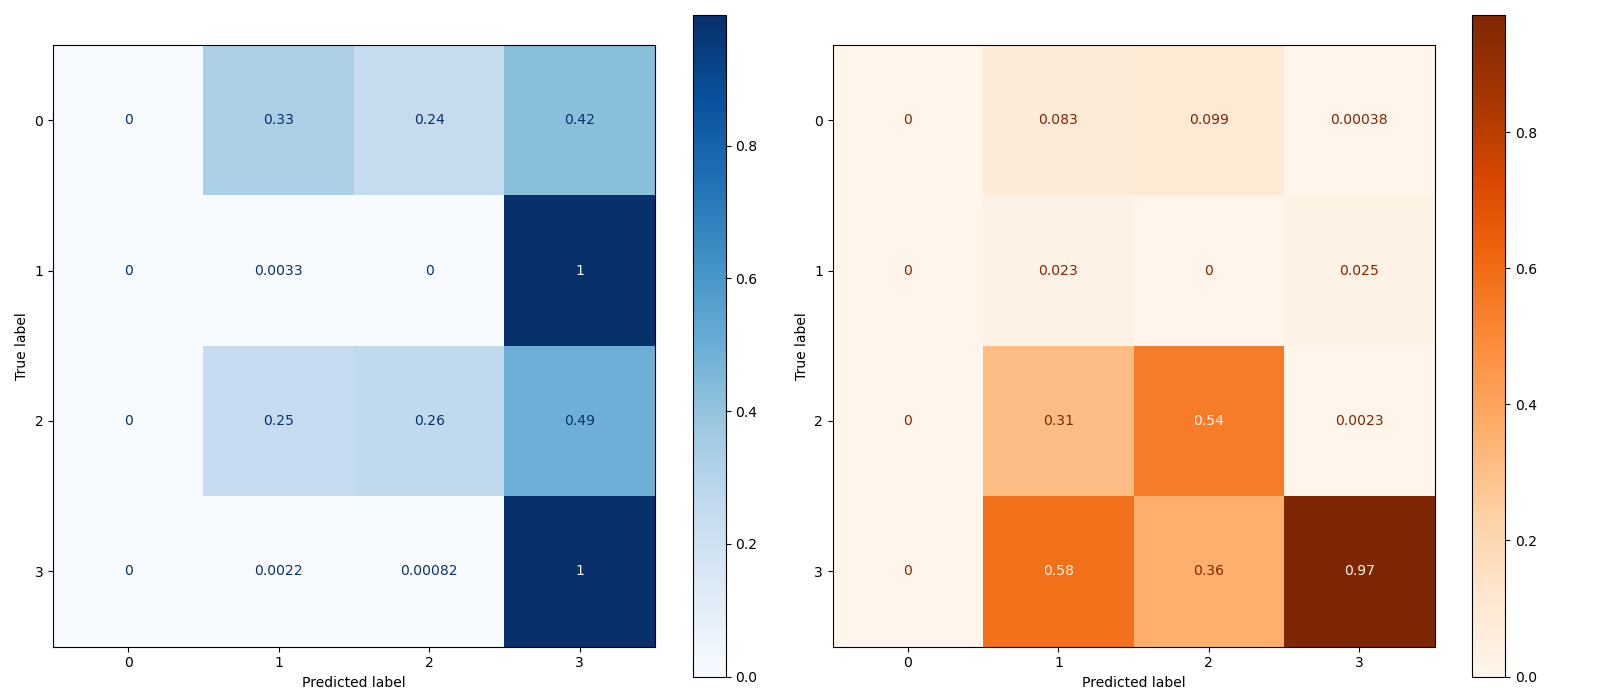 0 0 0.33 0.24 0.42
1 0 0.0033 0 1
2 0 0.25 0.26 0.49
3 0 0.0022 0.00082 1
0 1 2 3
True label
Predicted label
0.8
0.6
0.4
0.2
0.0
0 0 0.083 0.099 0.00038
1 0 0.023 0 0.025
2 0 0.31 0.54 0.0023
3 0 0.58 0.36 0.97
0 1 2 3
True label
Predicted label
0.8
0.6
0.4
0.2
0.0